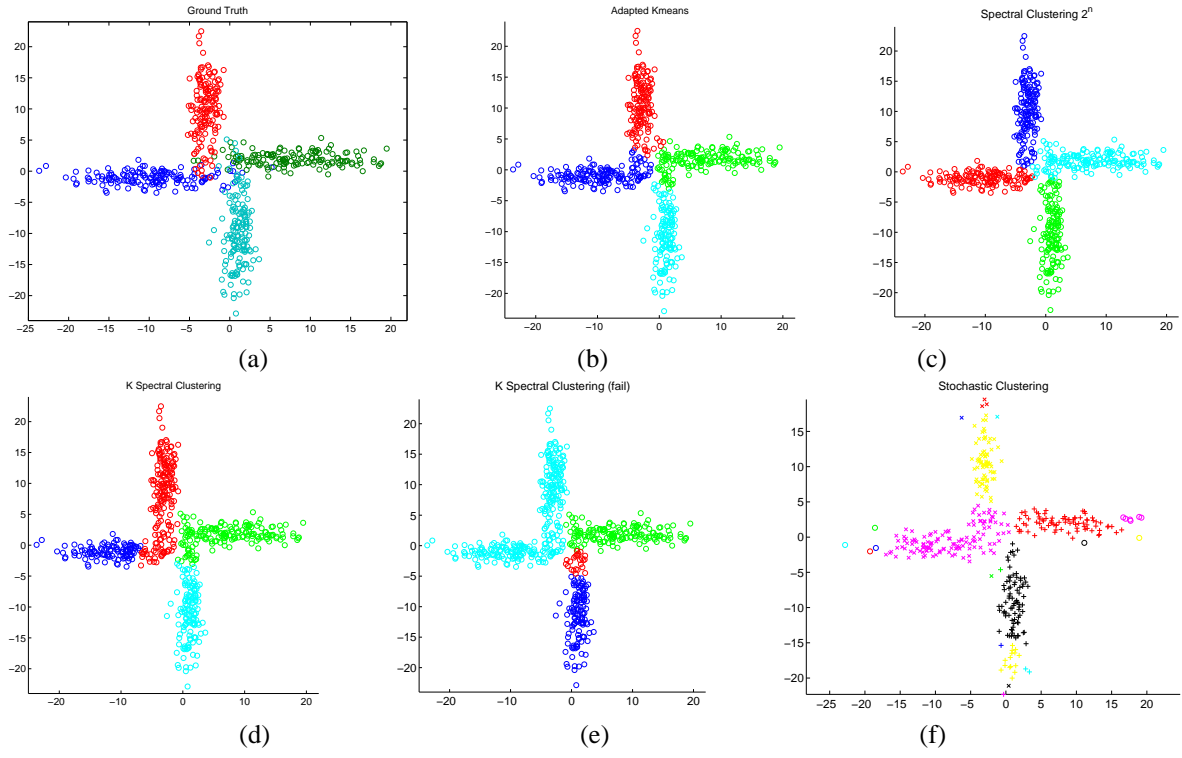 Ground Truth
Adapted Kmeans
Spectral Clustering 2ⁿ
20
15
10
5
0
−5
−10
−15
−20
−25 −20 −15 −10 −5 0 5 10 15 20
20
15
10
5
0
−5
−10
−15
−20
−20 −10 0 10 20
20
15
10
5
0
−5
−10
−15
−20
−20 −10 0 10 20
(a)
(b)
(c)
K Spectral Clustering
K Spectral Clustering (fail)
Stochastic Clustering
20
15
10
5
0
−5
−10
−15
−20
−20 −10 0 10 20
20
15
10
5
0
−5
−10
−15
−20
−20 −10 0 10 20
15
10
5
0
−5
−10
−15
−20
−25 −20 −15 −10 −5 0 5 10 15 20
(d)
(e)
(f)